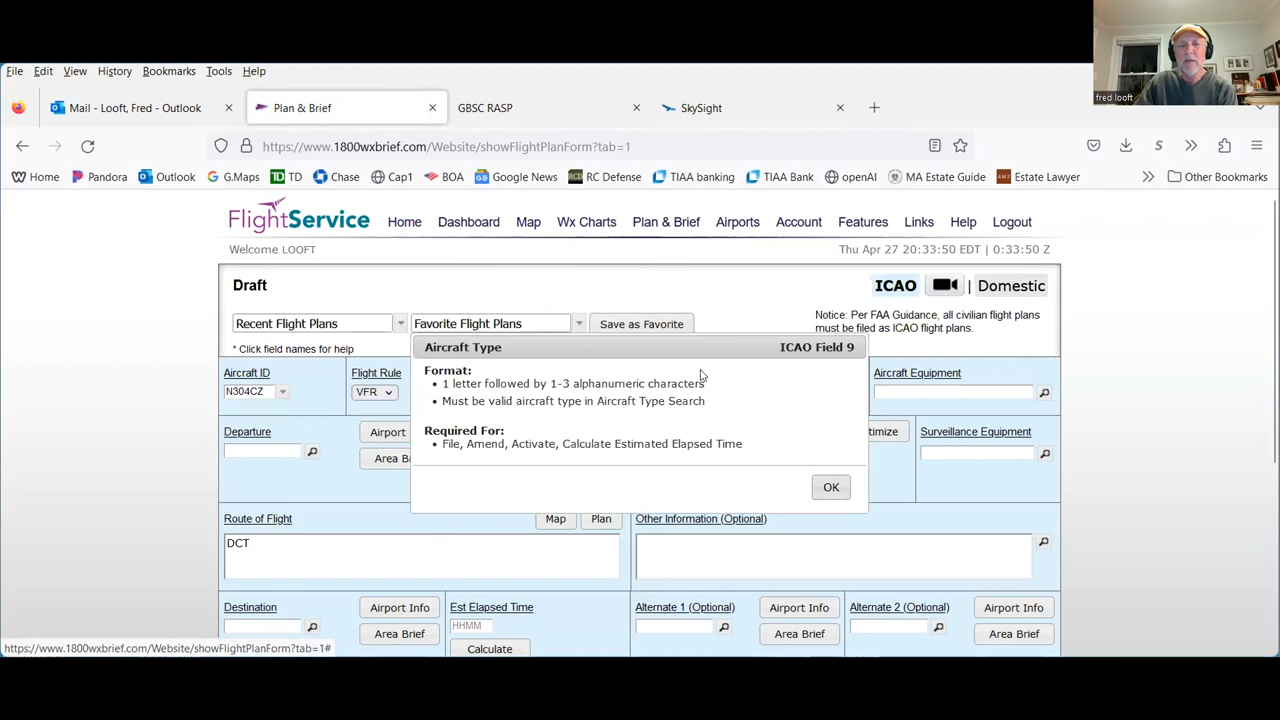 fred looft
File Edit View History Bookmarks Tools Help
Mail - Looft, Fred - Outlook
Plan & Brief
GBSC RASP
SkySight
https://www.1800wxbrief.com/Website/showFlightPlanForm?tab=1
Home Pandora Outlook G.Maps TD Chase Cap1 BOA Google News RC Defense TIAA banking TIAA Bank openAI MA Estate Guide Estate Lawyer Other Bookmarks
FlightService
Home Dashboard Map Wx Charts Plan & Brief Airports Account Features Links Help Logout
Welcome LOOFT
Thu Apr 27 20:33:50 EDT | 0:33:50 Z
Draft
ICAO | Domestic
Recent Flight Plans
Favorite Flight Plans
Save as Favorite
Notice: Per FAA Guidance, all civilian flight plans
must be filed as ICAO flight plans.
* Click field names for help
Aircraft Type ICAO Field 9
Format:
• 1 letter followed by 1-3 alphanumeric characters
• Must be valid aircraft type in Aircraft Type Search
Required For:
• File, Amend, Activate, Calculate Estimated Elapsed Time
OK
Aircraft ID
N304CZ
Flight Rule
VFR
Aircraft Equipment
Departure
Airport
Area Br
timize
Surveillance Equipment
Route of Flight
Map
Plan
DCT
Other Information (Optional)
Destination
Airport Info
Area Brief
Est Elapsed Time
HHMM
Calculate
Alternate 1 (Optional)
Airport Info
Area Brief
Alternate 2 (Optional)
Airport Info
Area Brief
https://www.1800wxbrief.com/Website/showFlightPlanForm?tab=1#